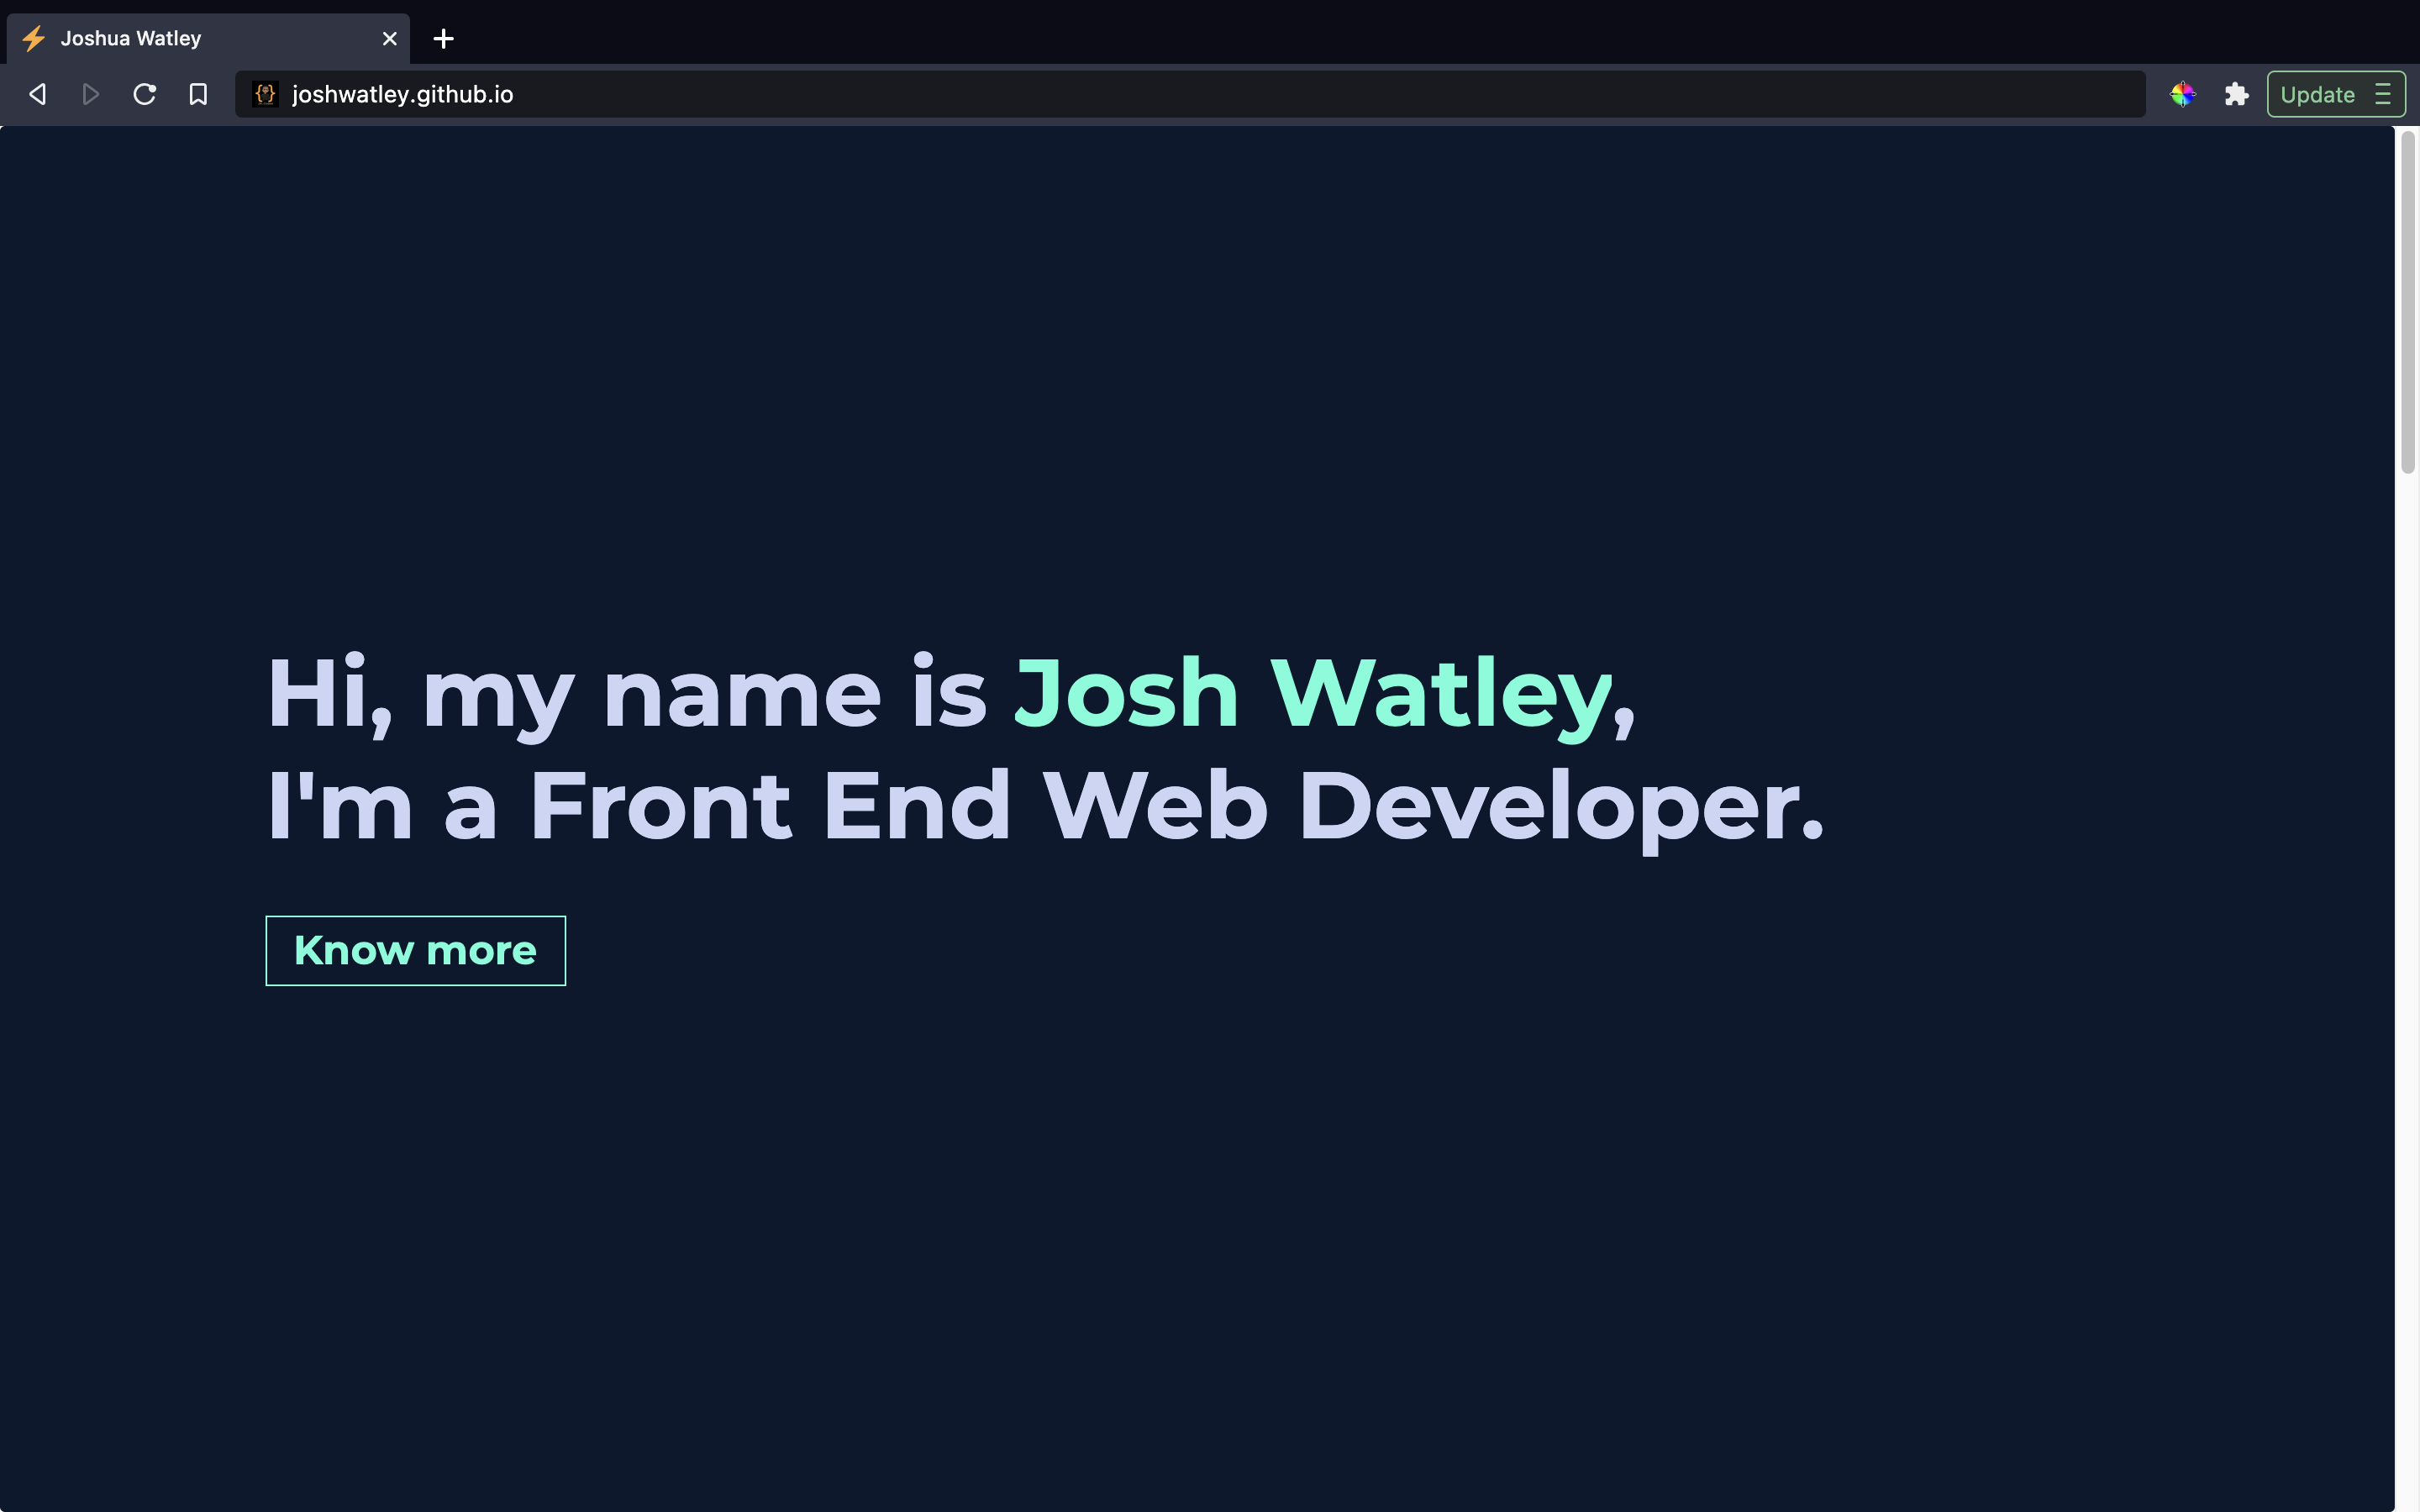 Joshua Watley
joshwatley.github.io
Update
Hi, my name is Josh Watley,
I'm a Front End Web Developer.
Know more